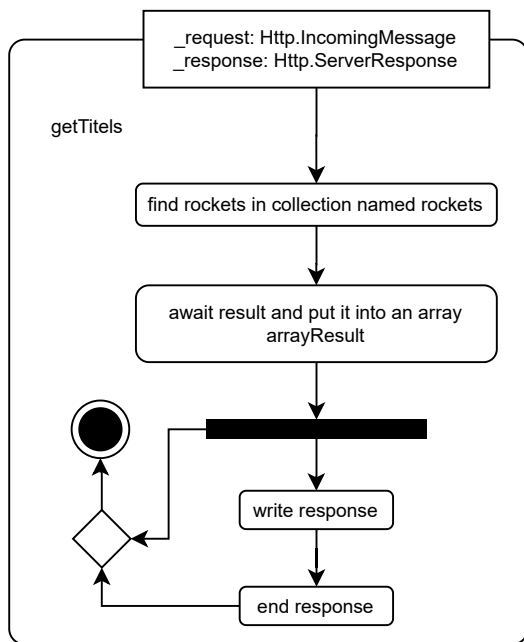 _request: Http.IncomingMessage
_response: Http.ServerResponse
getTitels
find rockets in collection named rockets
await result and put it into an array
arrayResult
write response
end response